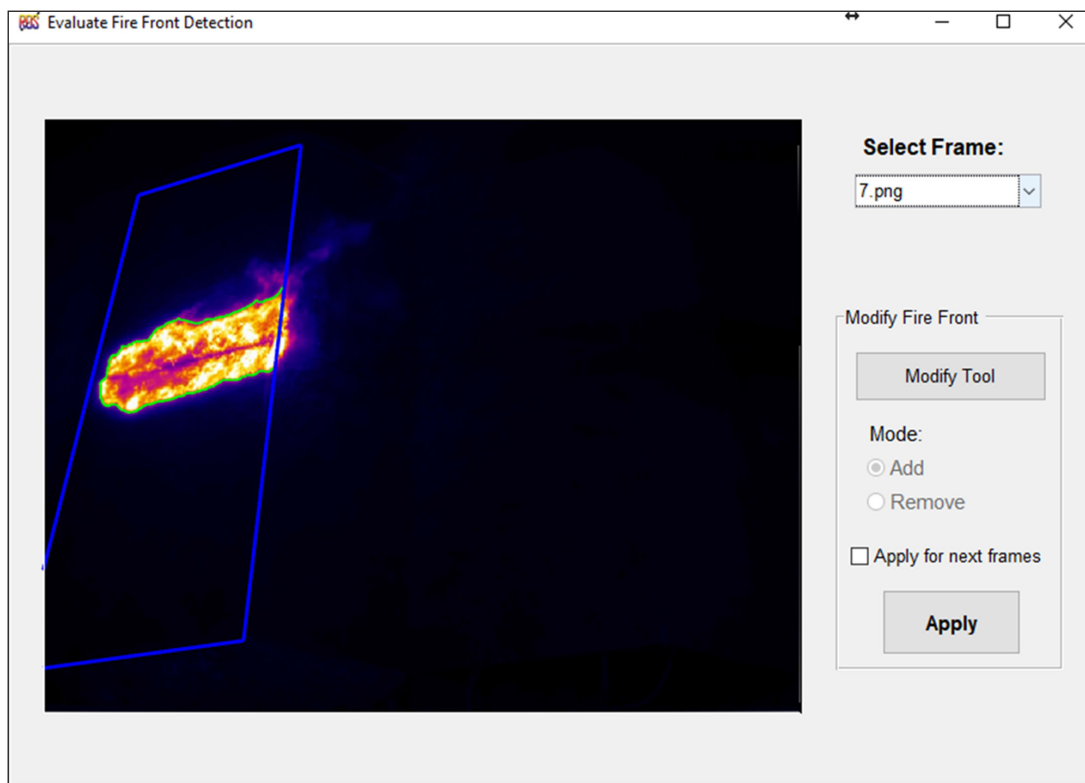 Evaluate Fire Front Detection
Select Frame:
7.png
Modify Fire Front
Modify Tool
Mode:
Add
Remove
Apply for next frames
Apply